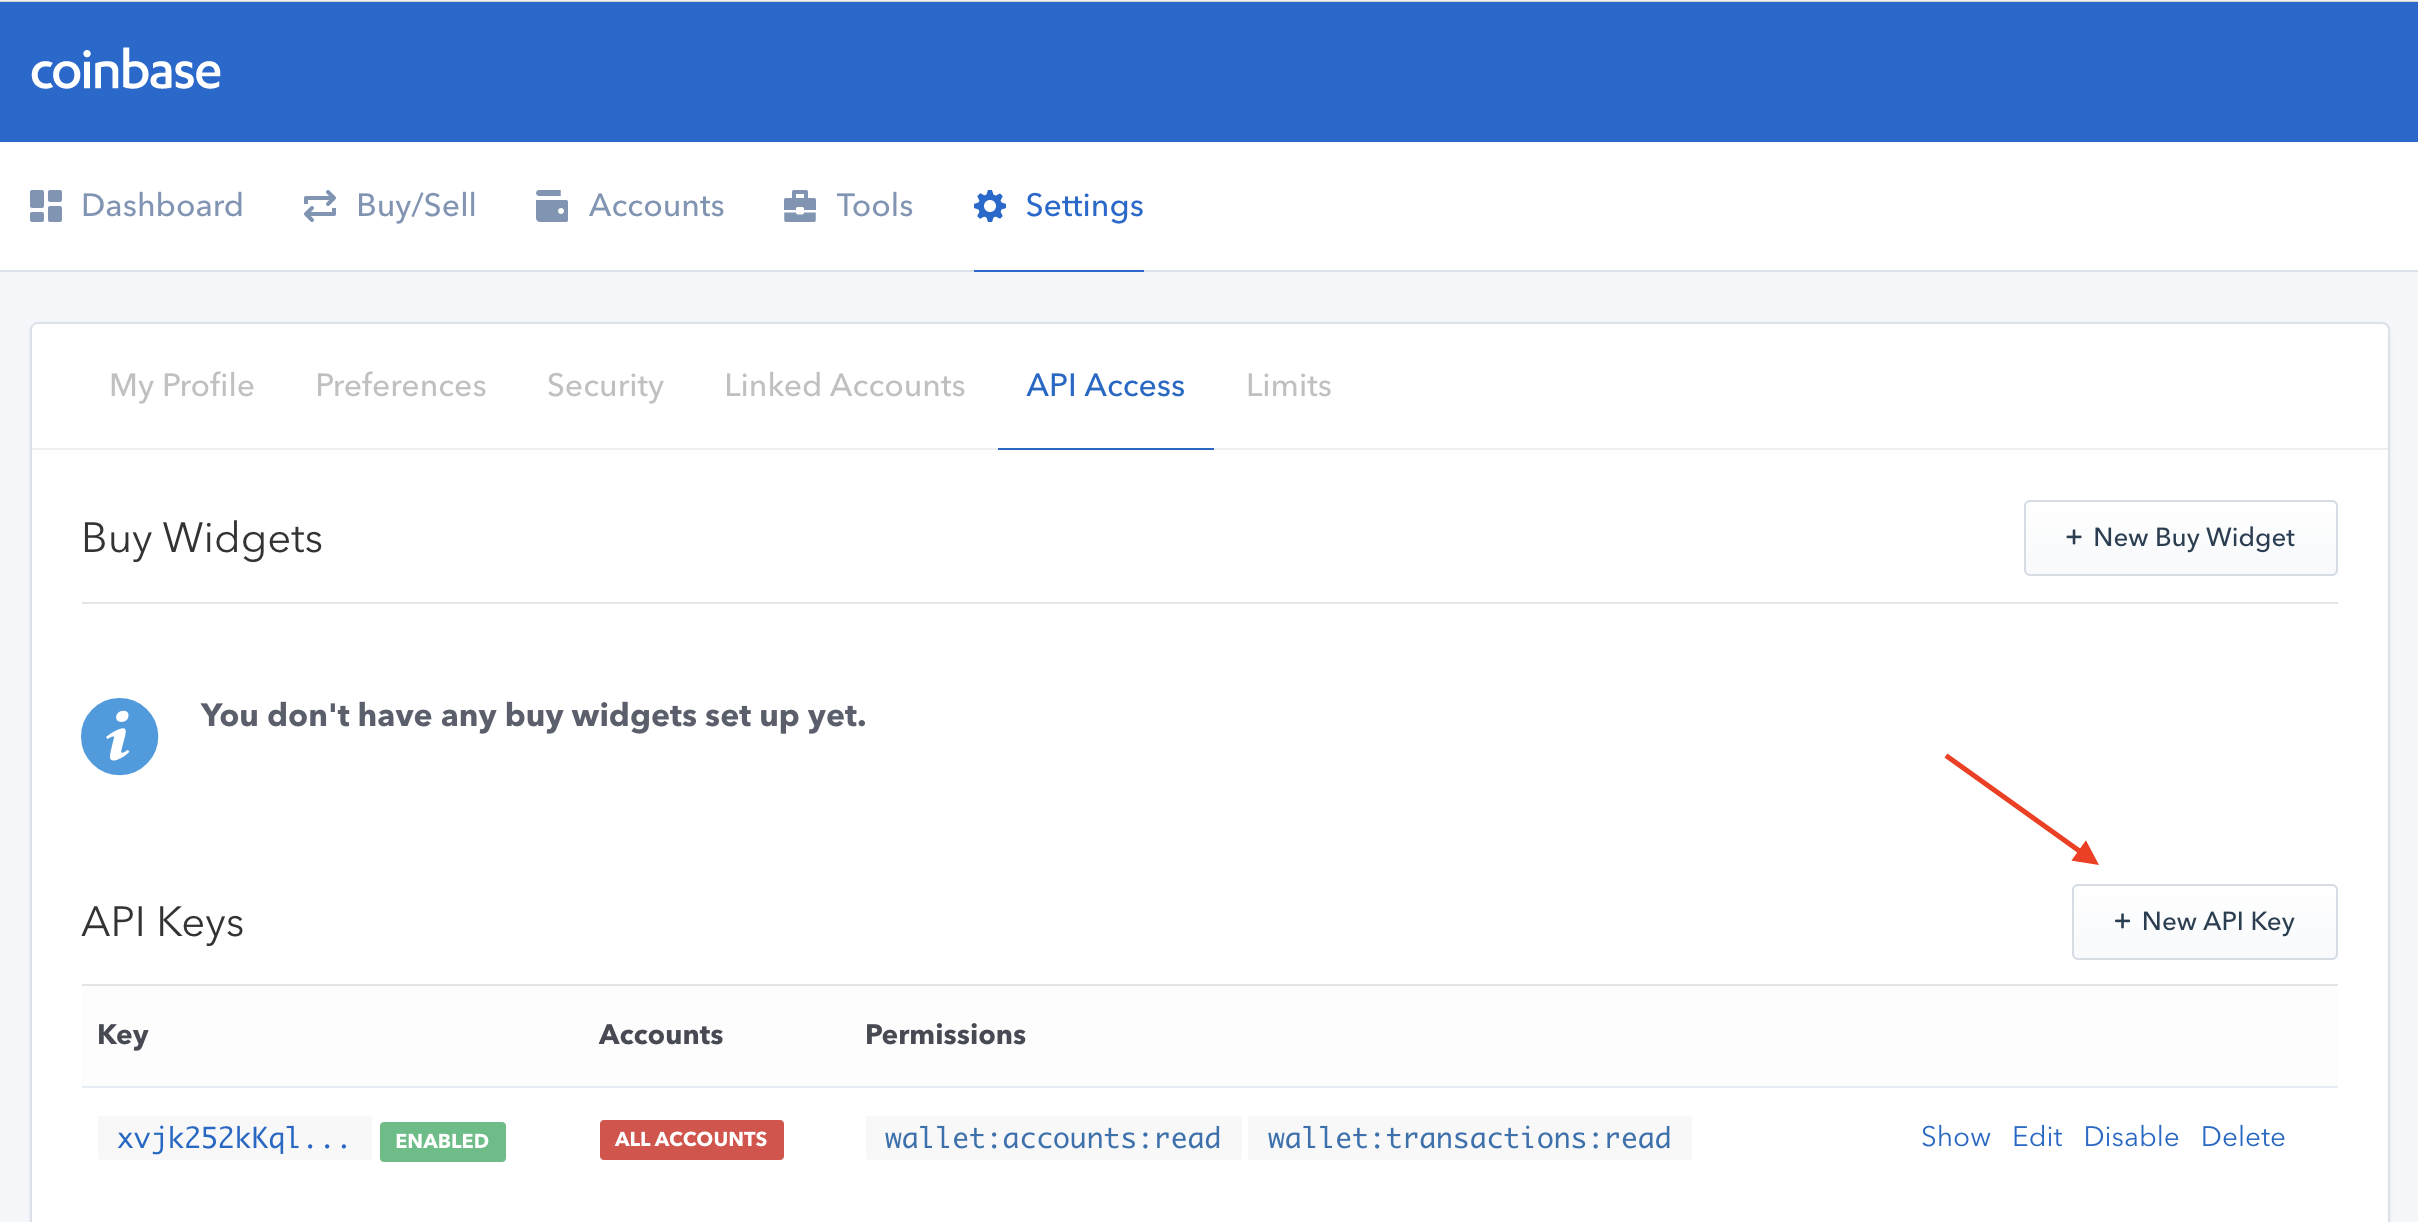 coinbase
Dashboard Buy/Sell Accounts Tools Settings
My Profile Preferences Security Linked Accounts API Access Limits
Buy Widgets + New Buy Widget
You don't have any buy widgets set up yet.
API Keys + New API Key
Key Accounts Permissions
xvjk252kKql... ENABLED ALL ACCOUNTS wallet:accounts:read wallet:transactions:read Show Edit Disable Delete